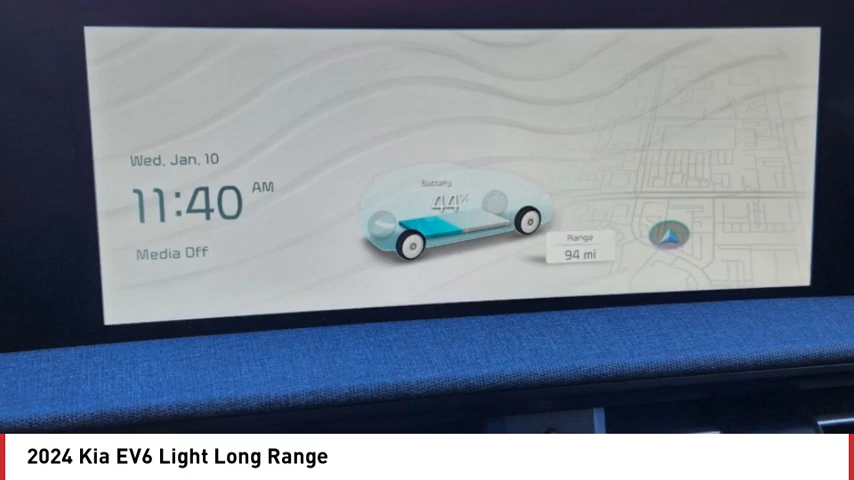 Wed, Jan. 10
11:40 AM
Media Off
Battery
44%
Range
94 mi
2024 Kia EV6 Light Long Range